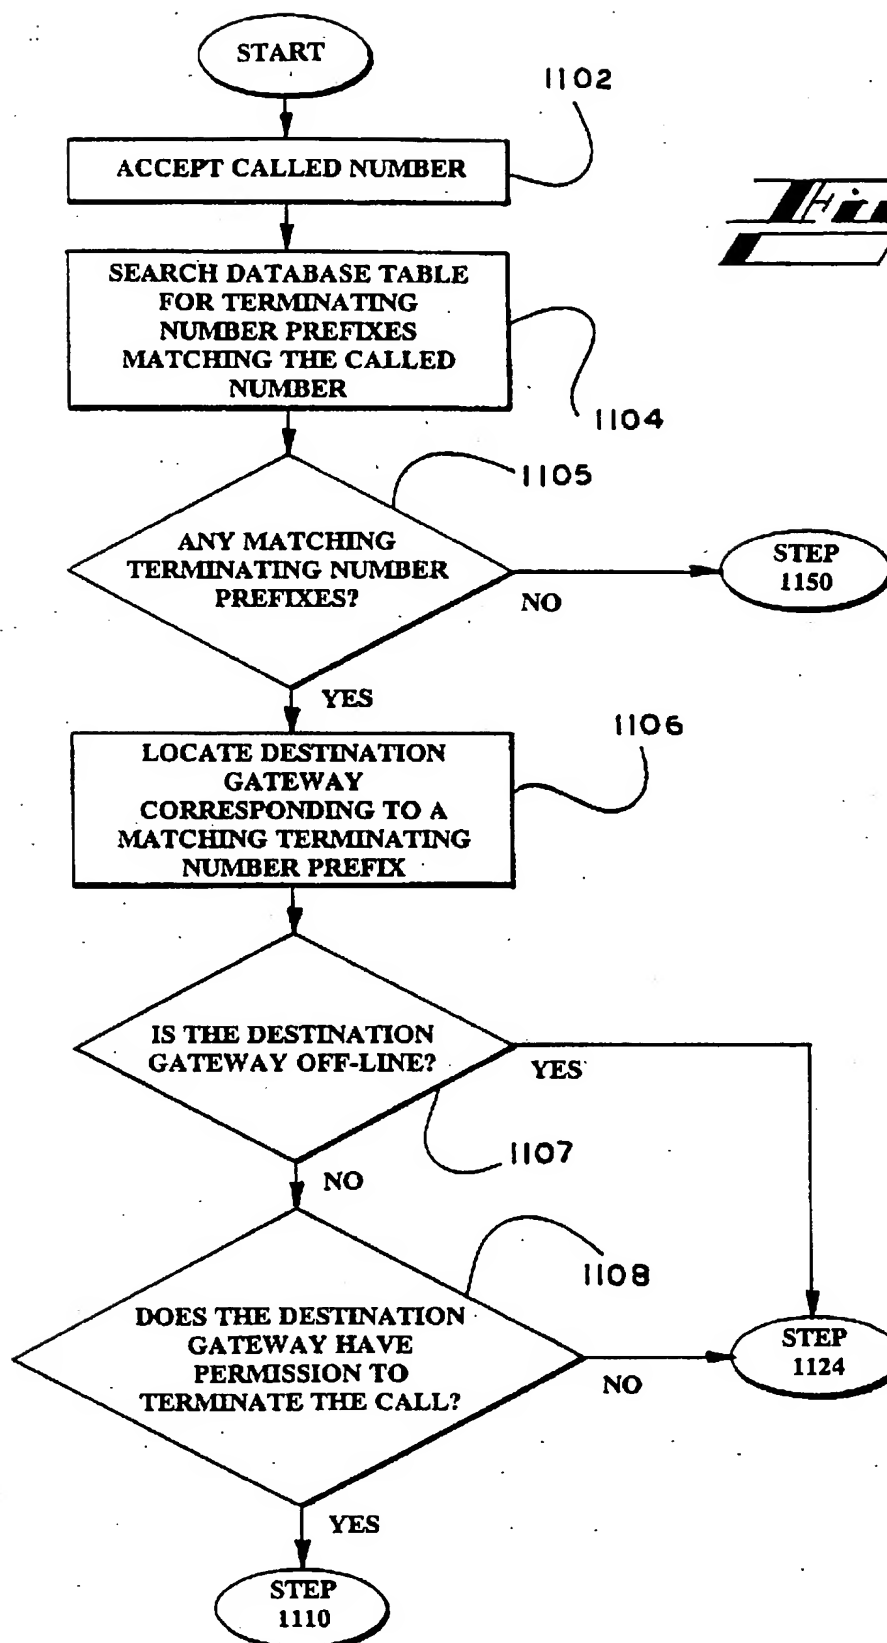 START
1102
ACCEPT CALLED NUMBER
SEARCH DATABASE TABLE
FOR TERMINATING
NUMBER PREFIXES
MATCHING THE CALLED
NUMBER
1104
1105
ANY MATCHING
TERMINATING NUMBER
PREFIXES?
NO
STEP
1150
YES
1106
LOCATE DESTINATION
GATEWAY
CORRESPONDING TO A
MATCHING TERMINATING
NUMBER PREFIX
IS THE DESTINATION
GATEWAY OFF-LINE?
YES
1107
NO
1108
DOES THE DESTINATION
GATEWAY HAVE
PERMISSION TO
TERMINATE THE CALL?
NO
STEP
1124
YES
STEP
1110